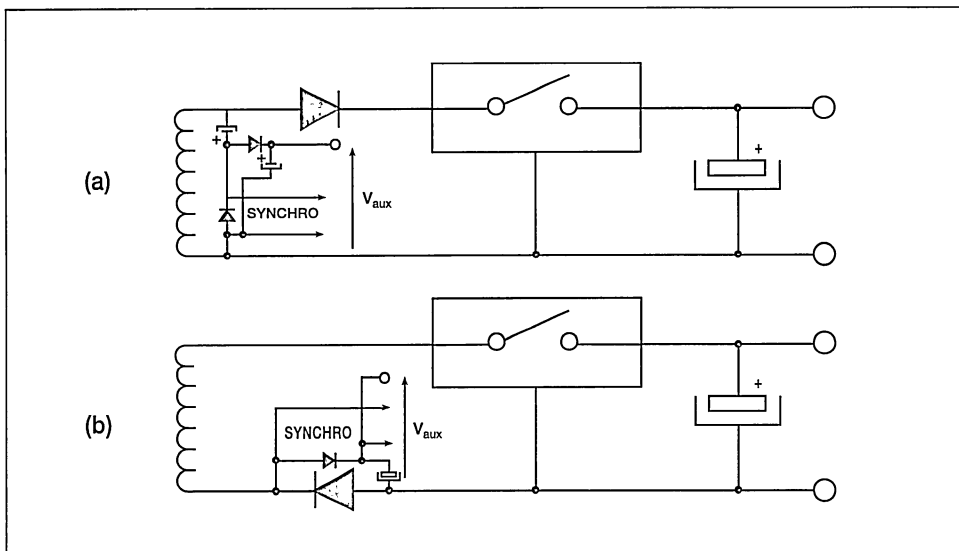 (a)
+
+
SYNCHRO
Vaux
+
(b)
SYNCHRO
Vaux
+